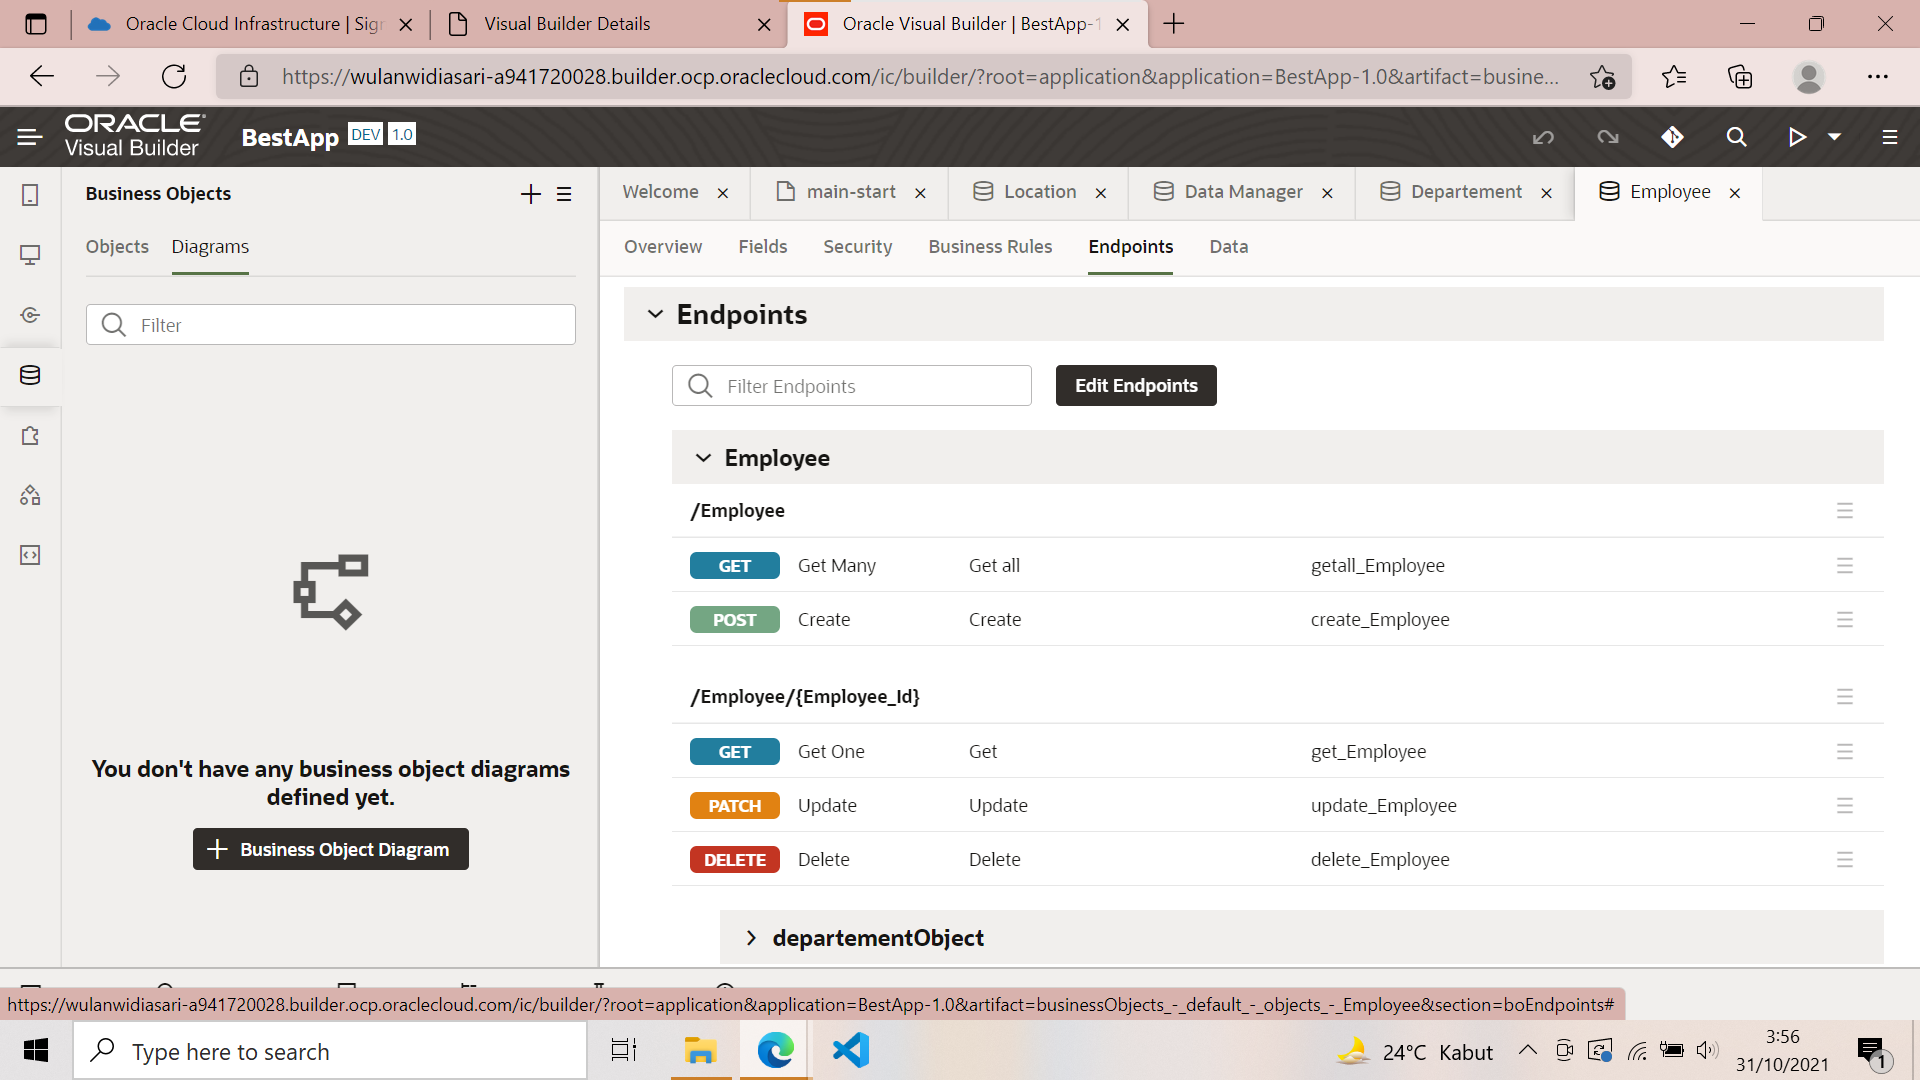 Oracle Cloud Infrastructure | Sign
Visual Builder Details
Oracle Visual Builder | BestApp-1
https://wulanwidiasari-a941720028.builder.ocp.oraclecloud.com/ic/builder/?root=application&application=BestApp-1.0&artifact=busine...
ORACLE
Visual Builder
BestApp DEV 1.0
Business Objects
Welcome
main-start
Location
Data Manager
Departement
Employee
Objects Diagrams
Overview Fields Security Business Rules Endpoints Data
Filter
Endpoints
Filter Endpoints
Edit Endpoints
Employee
/Employee
GET Get Many Get all getall_Employee
POST Create Create create_Employee
/Employee/{Employee_Id}
GET Get One Get get_Employee
PATCH Update Update update_Employee
DELETE Delete Delete delete_Employee
departementObject
You don't have any business object diagrams
defined yet.
Business Object Diagram
https://wulanwidiasari-a941720028.builder.ocp.oraclecloud.com/ic/builder/?root=application&application=BestApp-1.0&artifact=businessObjects_-_default_-_objects_-_Employee&section=boEndpoints#
Type here to search
24°C Kabut
3:56
31/10/2021
1